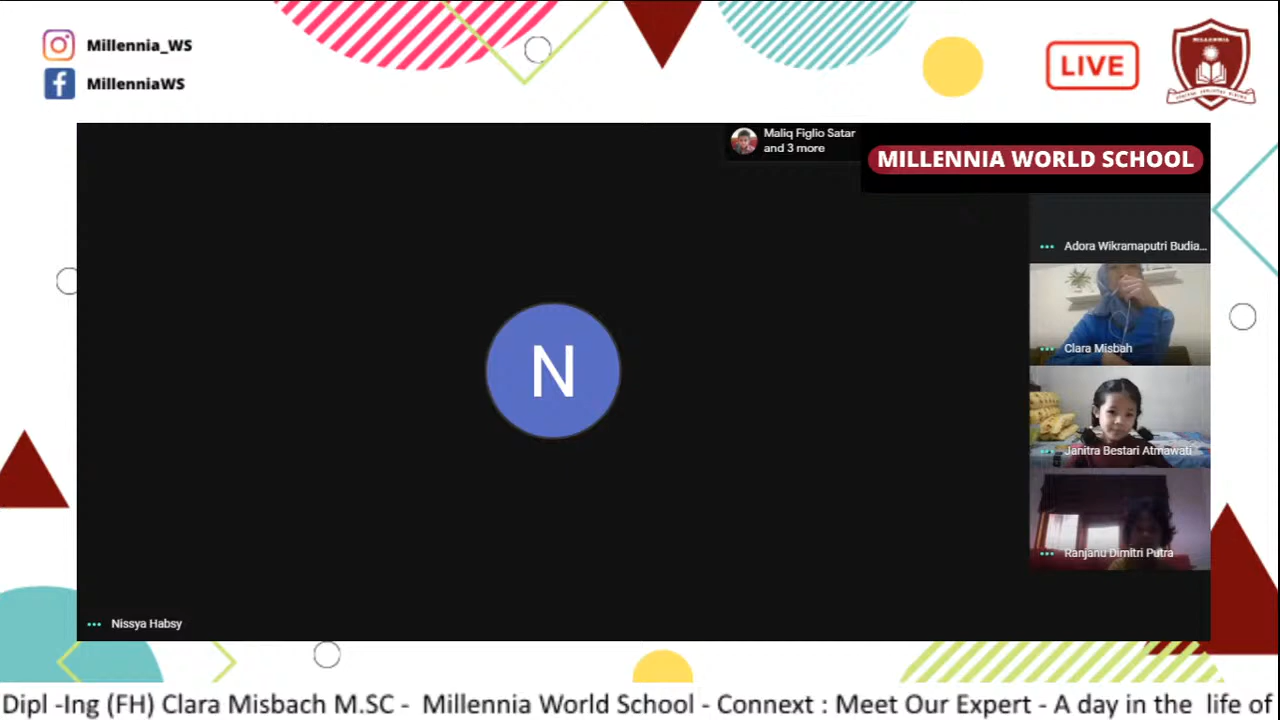 Millennia_WS
MillenniaWS
LIVE
MILLENNIA
Maliq Figlio Satar
and 3 more
MILLENNIA WORLD SCHOOL
Adora Wikramaputri Budia...
Clara Misbah
Janitra Bestari Atmawati
Ranjanu Dimitri Putra
N
Nissya Habsy
Dipl -Ing (FH) Clara Misbach M.SC - Millennia World School - Connext : Meet Our Expert - A day in the life of